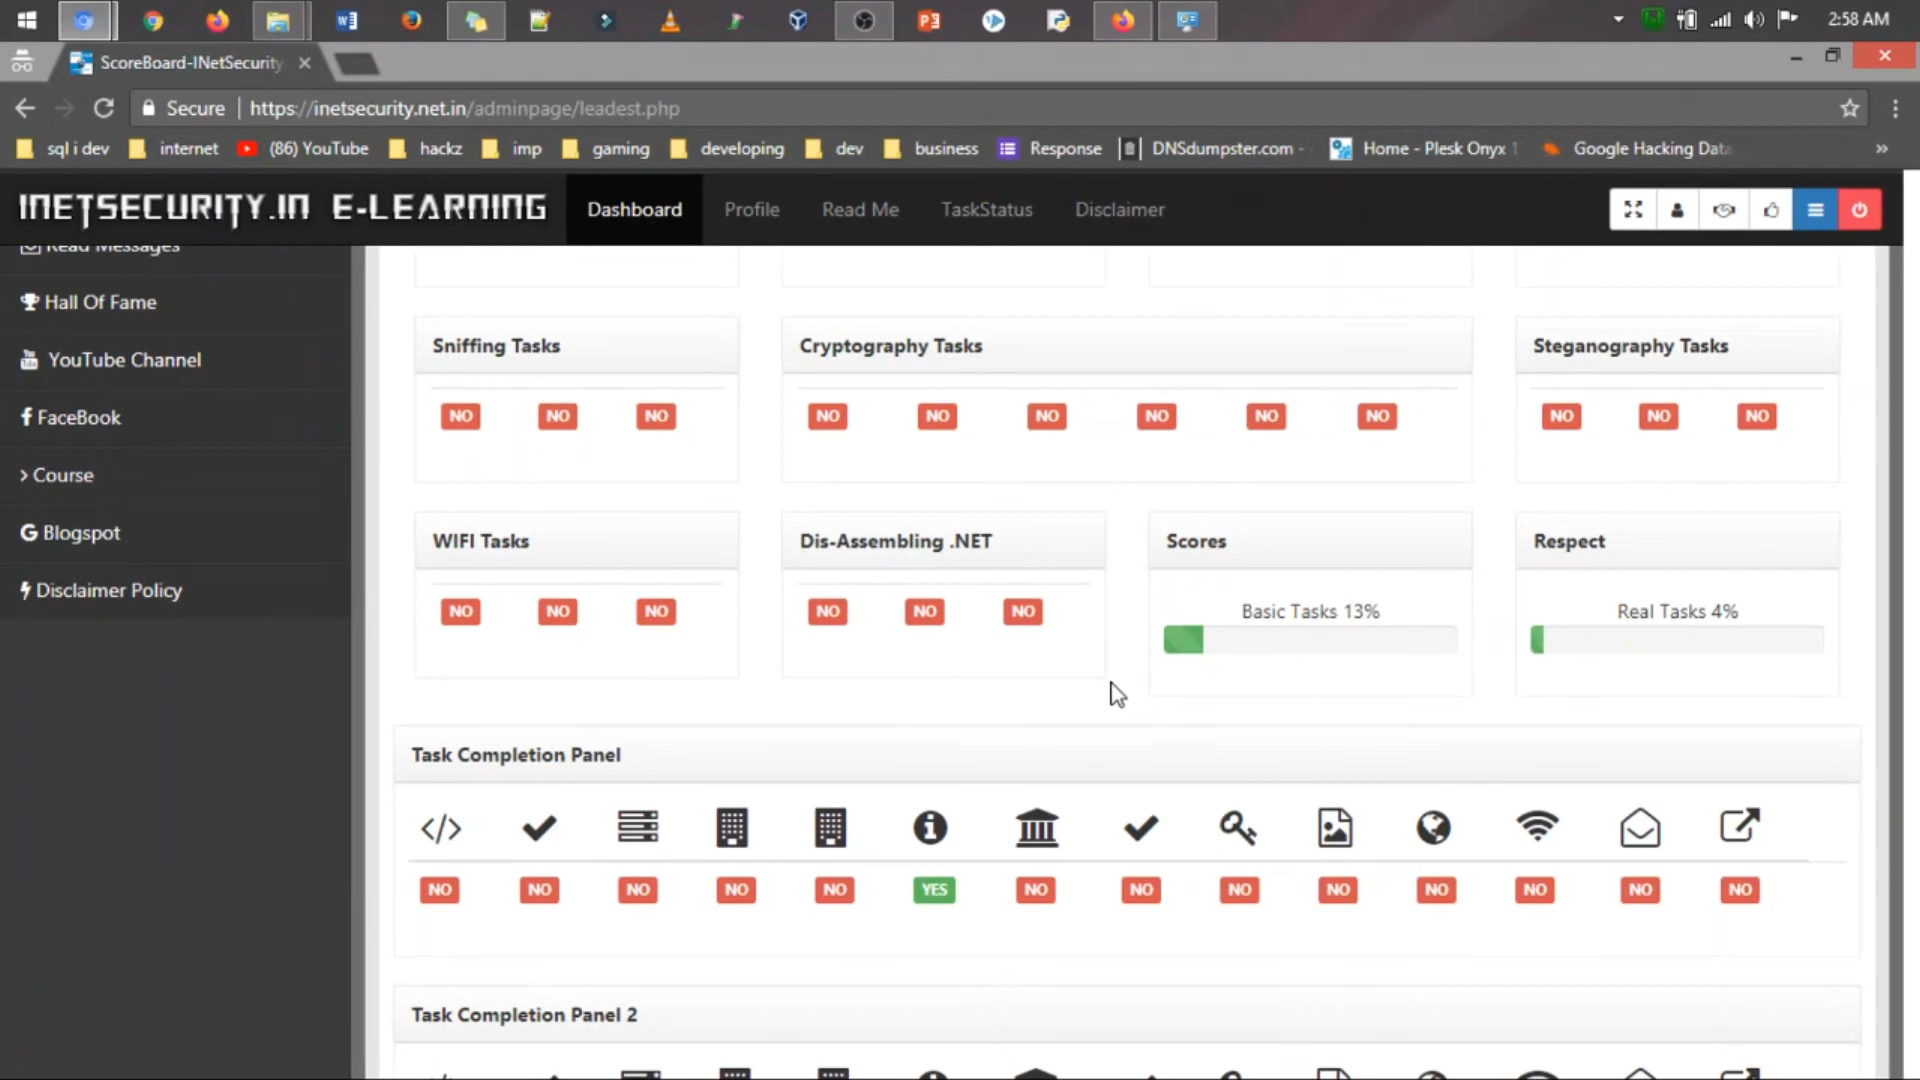 2:58 AM
ScoreBoard-INetSecurity
Secure | https://inetsecurity.net.in/adminpage/leadest.php
sql i dev internet (86) YouTube hackz imp gaming developing dev business Response DNSdumpster.com - Home - Plesk Onyx 1 Google Hacking Data »
INETSECURITY.IN E-LEARNING Dashboard Profile Read Me TaskStatus Disclaimer
Read Messages
Hall Of Fame
YouTube Channel
FaceBook
> Course
Blogspot
Disclaimer Policy
Sniffing Tasks Cryptography Tasks Steganography Tasks
NO NO NO NO NO NO NO NO NO NO NO NO
WIFI Tasks Dis-Assembling .NET Scores Respect
NO NO NO NO NO NO Basic Tasks 13% Real Tasks 4%
Task Completion Panel
NO NO NO NO NO YES NO NO NO NO NO NO NO NO
Task Completion Panel 2